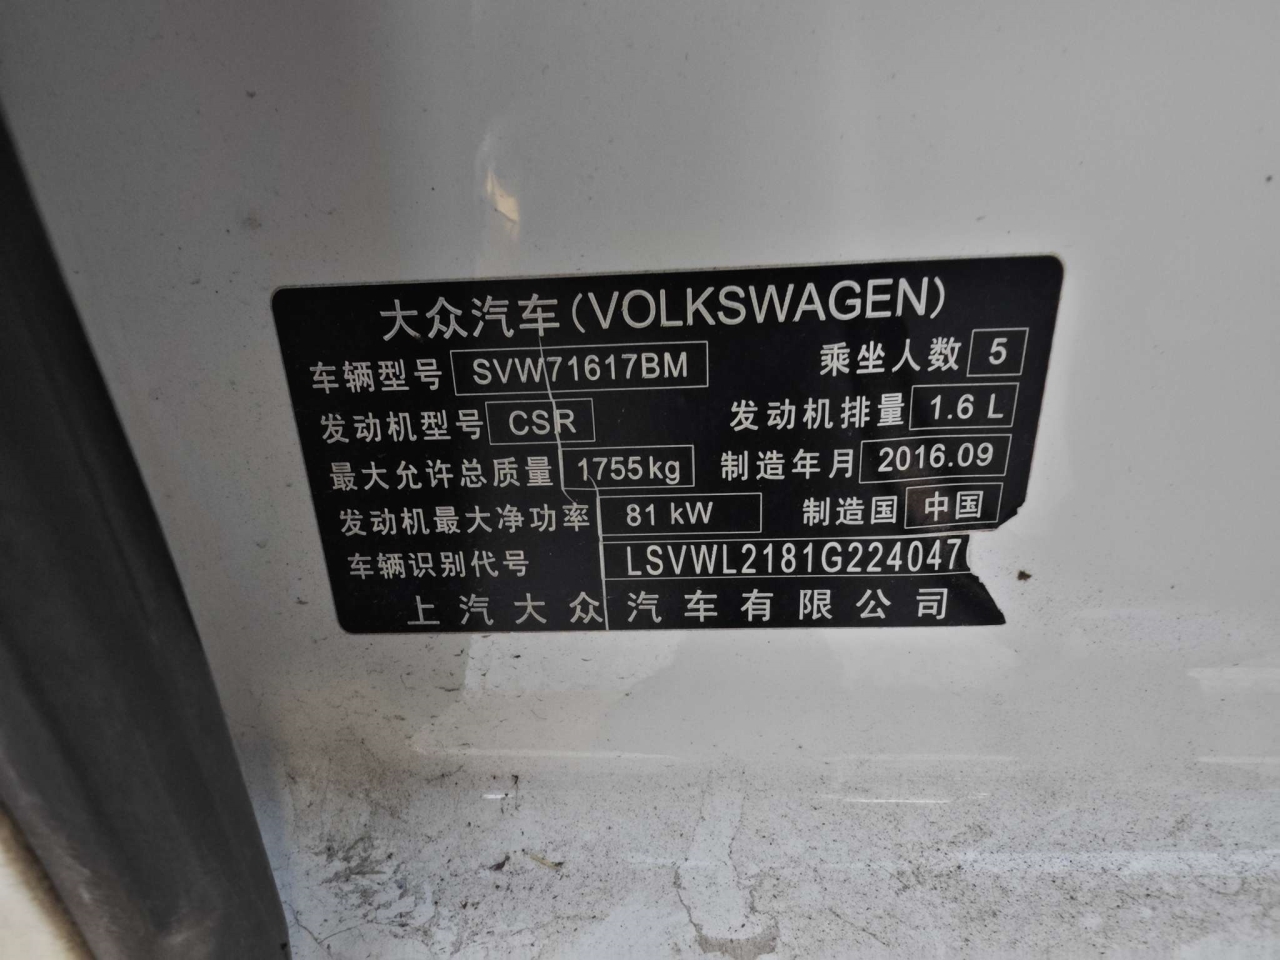 大众汽车(VOLKSWAGEN)
车辆型号 SVW71617BM 乘坐人数 5
发动机型号 CSR 发动机排量 1.6 L
最大允许总质量 1755kg 制造年月 2016.09
发动机最大净功率 81 kW 制造国 中国
车辆识别代号 LSVWL2181G224047
上汽大众汽车有限公司